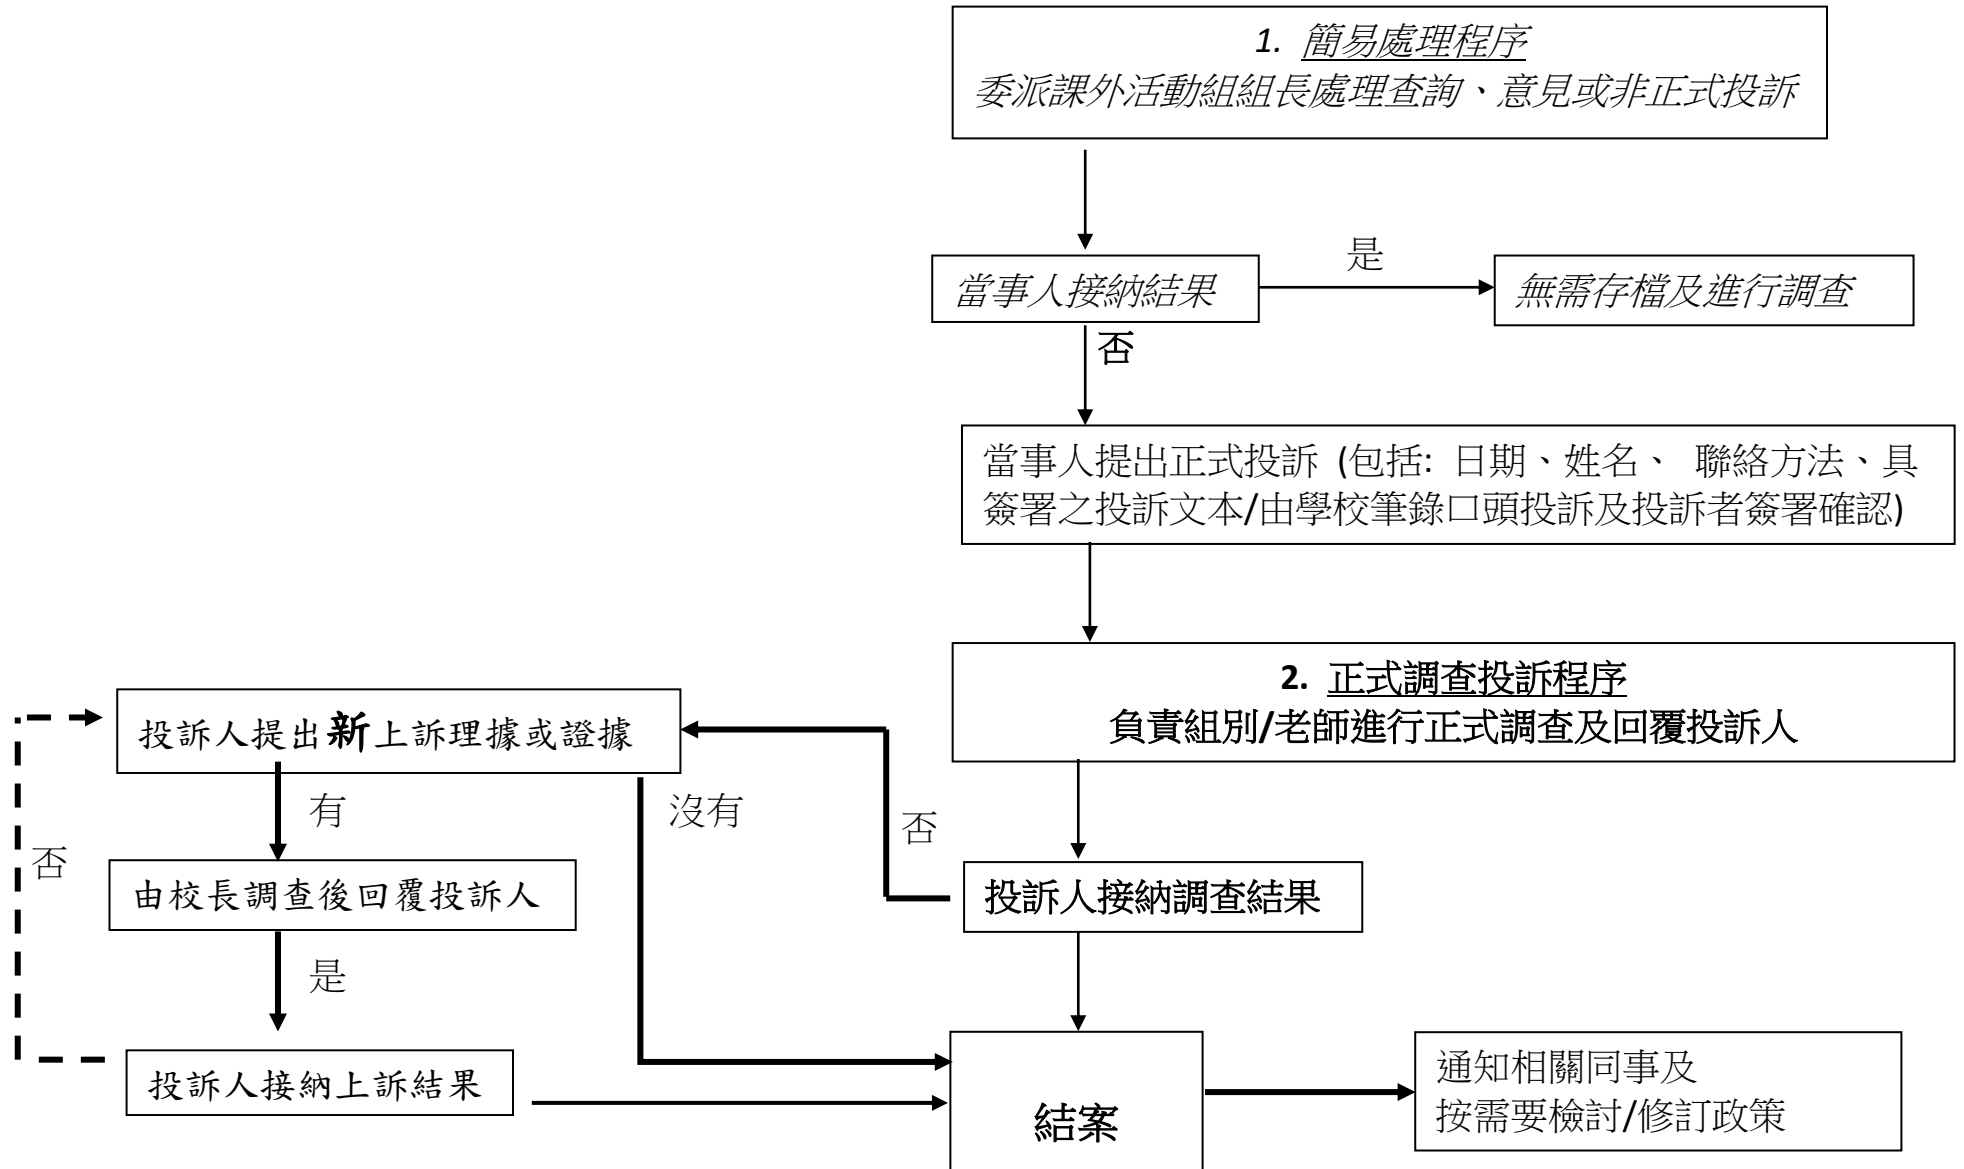 1. 簡易處理程序
委派課外活動組組長處理查詢、意見或非正式投訴
是
當事人接納結果
無需存檔及進行調查
否
當事人提出正式投訴 (包括: 日期、姓名、 聯絡方法、具
簽署之投訴文本/由學校筆錄口頭投訴及投訴者簽署確認)
2. 正式調查投訴程序
負責組別/老師進行正式調查及回覆投訴人
投訴人提出新上訴理據或證據
有
沒有
否
否
由校長調查後回覆投訴人
投訴人接納調查結果
是
投訴人接納上訴結果
結案
通知相關同事及
按需要檢討/修訂政策